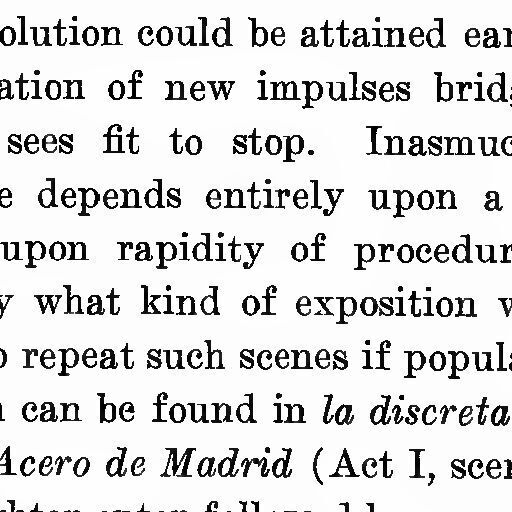 olution could be attained ear
ation of new impulses brid
sees fit to stop. Inasmuc
e depends entirely upon a
upon rapidity of procedur
y what kind of exposition
repeat such scenes if popula
can be found in la discreta
Acero de Madrid (Act I, scen